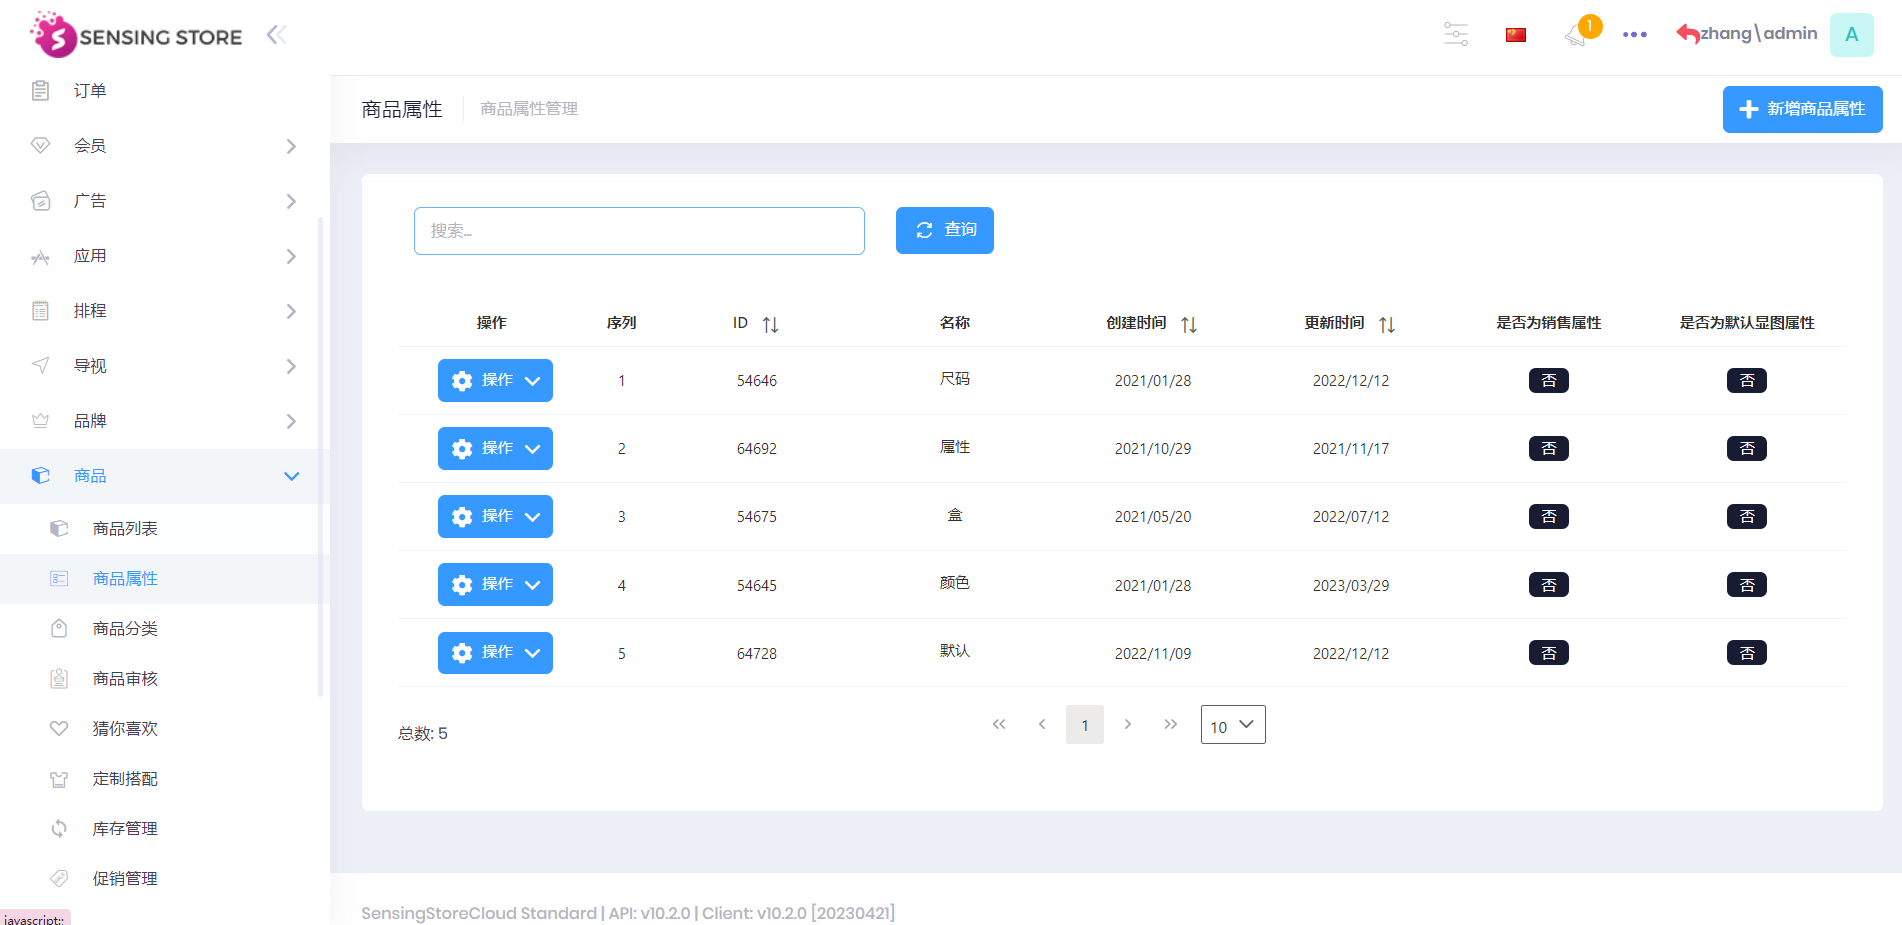 SENSING STORE
1
zhang\admin
A
订单
会员
广告
应用
排程
导视
品牌
商品
商品列表
商品属性
商品分类
商品审核
猜你喜欢
定制搭配
库存管理
促销管理
javascript:;
商品属性 商品属性管理
新增商品属性
搜索...
查询
操作 序列 ID 名称 创建时间 更新时间 是否为销售属性 是否为默认显图属性
操作 1 54646 尺码 2021/01/28 2022/12/12 否 否
操作 2 64692 属性 2021/10/29 2021/11/17 否 否
操作 3 54675 盒 2021/05/20 2022/07/12 否 否
操作 4 54645 颜色 2021/01/28 2023/03/29 否 否
操作 5 64728 默认 2022/11/09 2022/12/12 否 否
总数: 5
1
10
SensingStoreCloud Standard | API: v10.2.0 | Client: v10.2.0 [20230421]